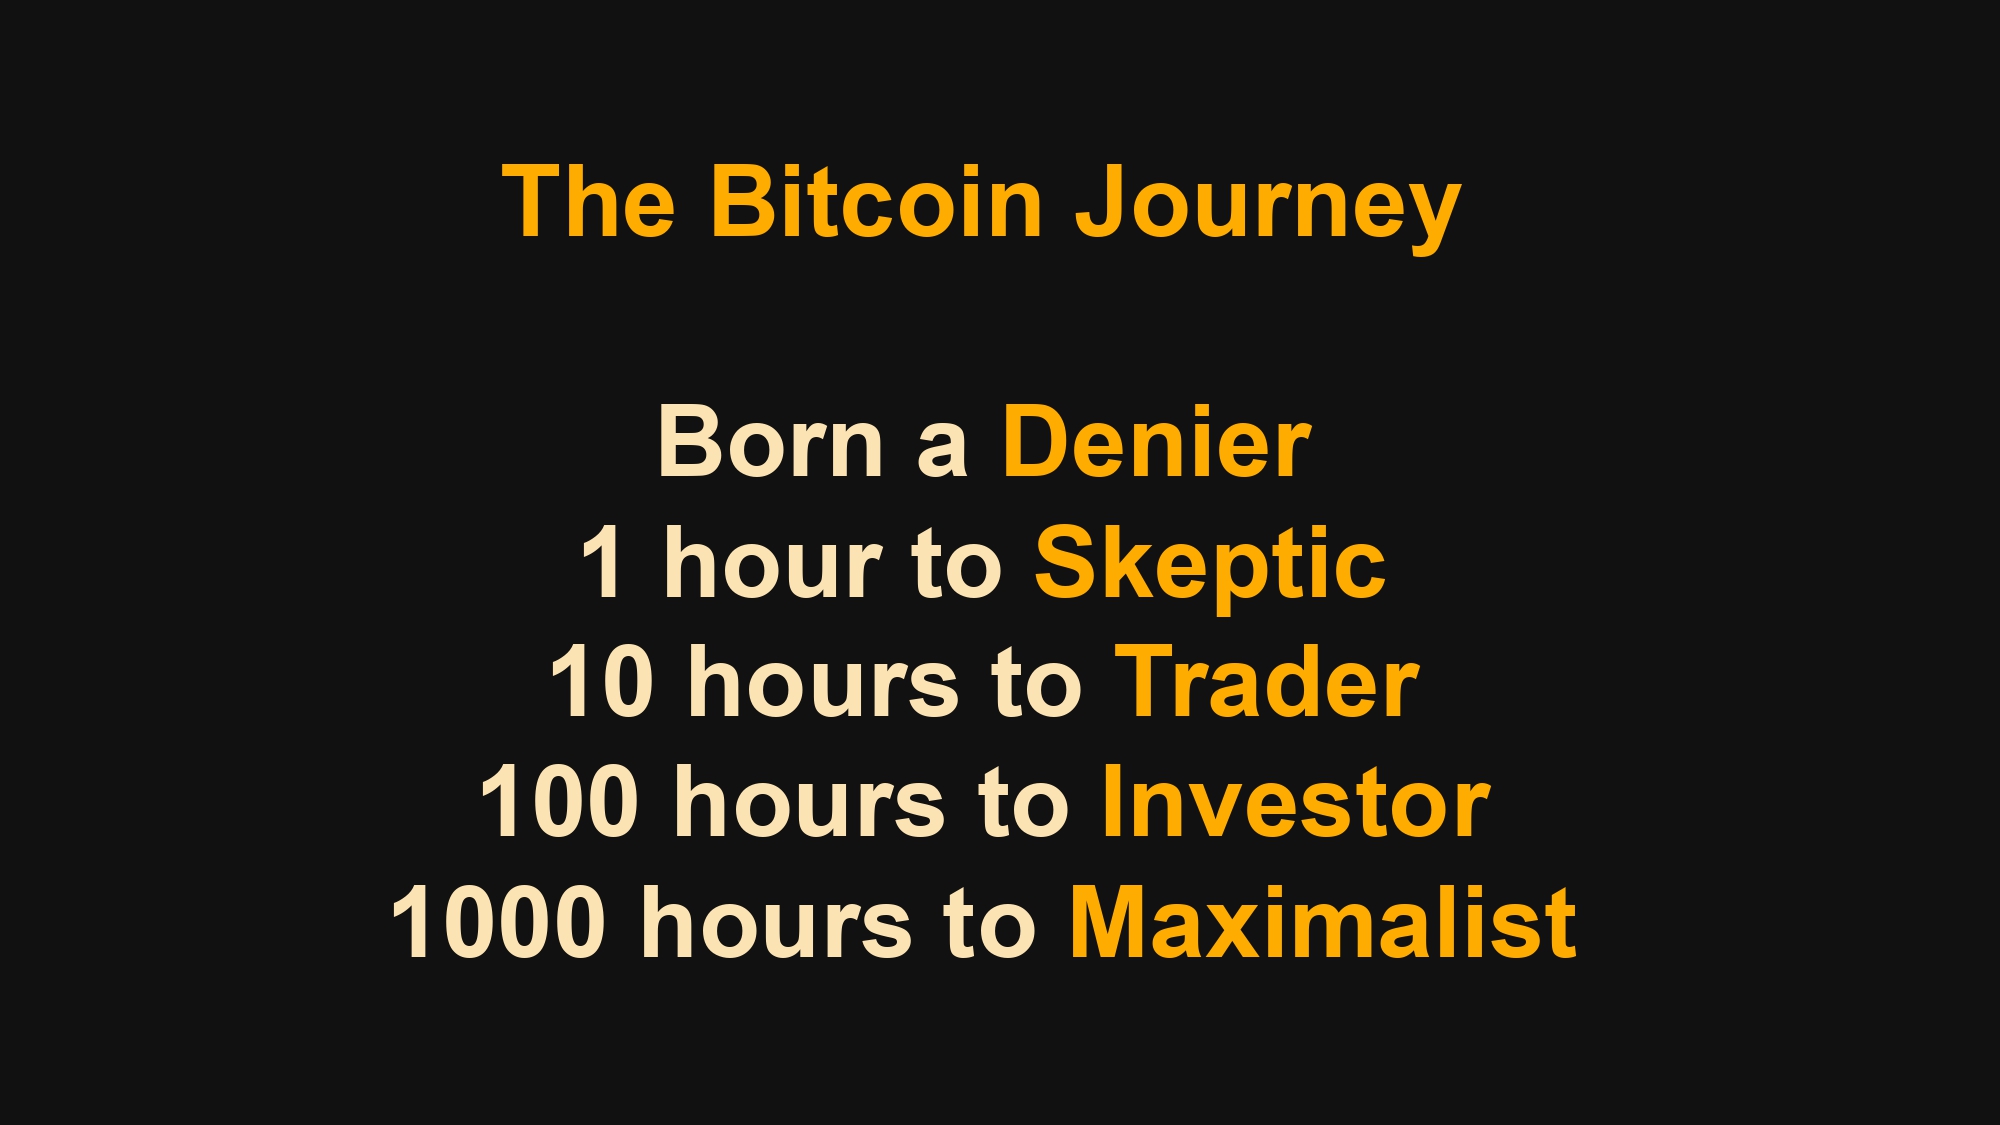 The Bitcoin Journey
Born a Denier
1 hour to Skeptic
10 hours to Trader
100 hours to Investor
1000 hours to Maximalist